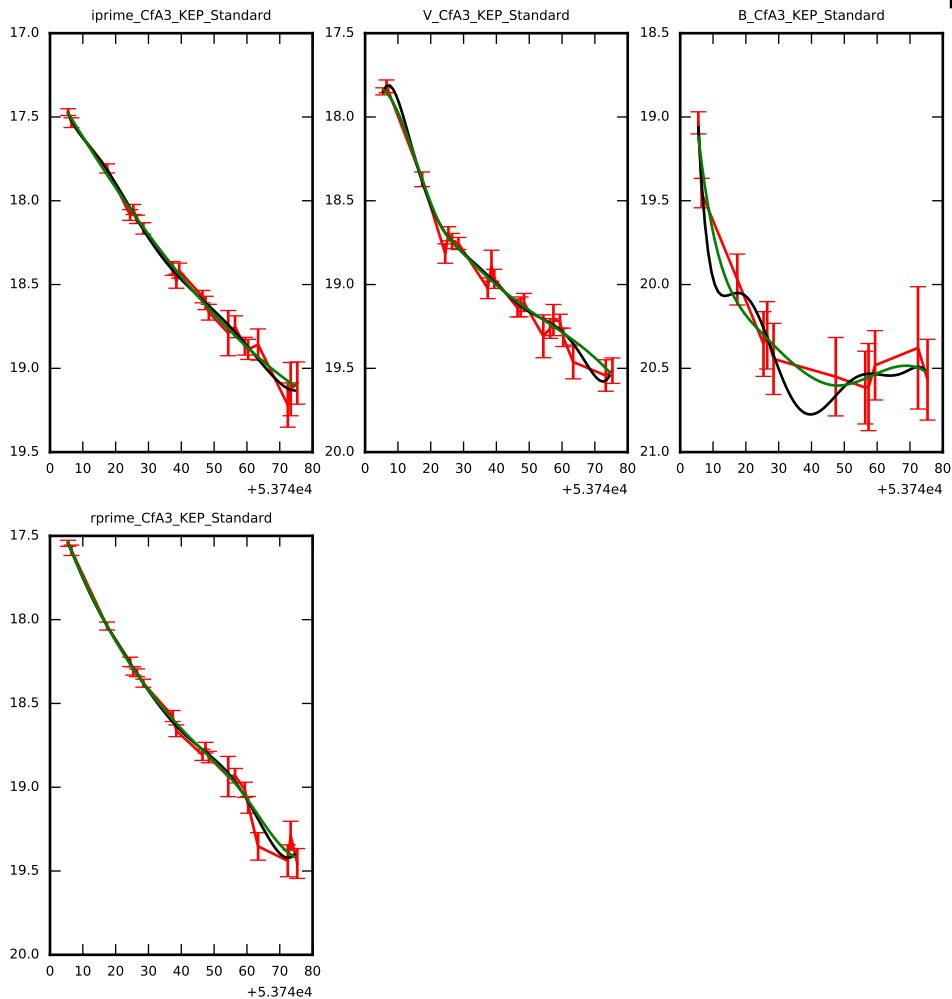 iprime_CfA3_KEP_Standard
17.0
17.5
18.0
18.5
19.0
19.5
0 10 20 30 40 50 60 70 80
+5.374e4
V_CfA3_KEP_Standard
17.5
18.0
18.5
19.0
19.5
20.0
0 10 20 30 40 50 60 70 80
+5.374e4
B_CfA3_KEP_Standard
18.5
19.0
19.5
20.0
20.5
21.0
0 10 20 30 40 50 60 70 80
+5.374e4
rprime_CfA3_KEP_Standard
17.5
18.0
18.5
19.0
19.5
20.0
0 10 20 30 40 50 60 70 80
+5.374e4